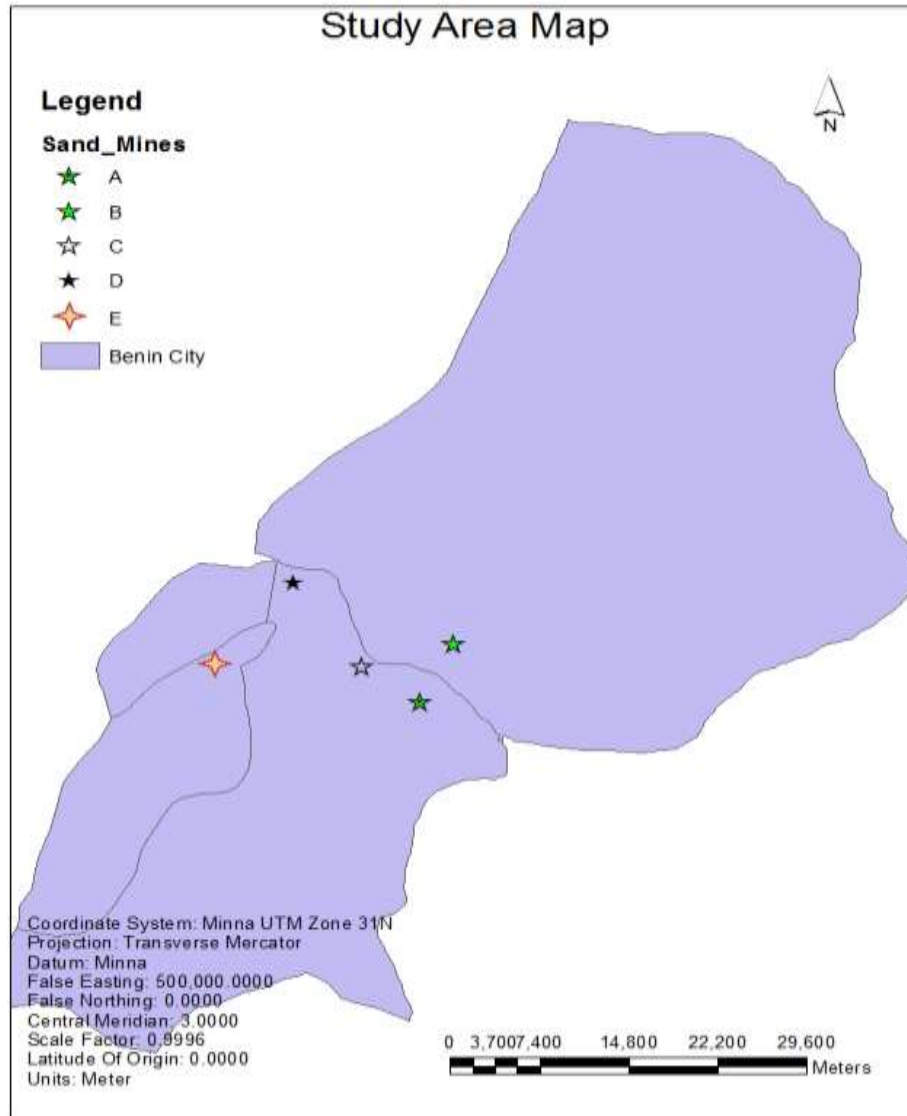 Study Area Map
N
Legend
Sand_Mines
A
B
C
D
E
Benin City
Coordinate System: Minna UTM Zone 31N
Projection: Transverse Mercator
Datum: Minna
False Easting: 500,000.0000
False Northing: 0.0000
Central Meridian: 3.0000
Scale Factor: 0.9996
Latitude Of Origin: 0.0000
Units: Meter
0 3,7007,400 14,800 22,200 29,600
Meters